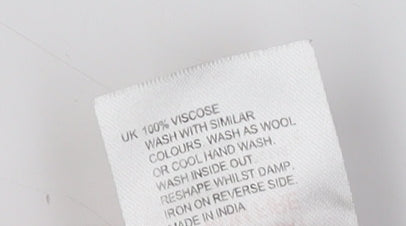 UK 100% VISCOSE
WASH WITH SIMILAR
COLOURS. WASH AS WOOL
OR COOL HAND WASH.
WASH INSIDE OUT.
RESHAPE WHILST DAMP.
IRON ON REVERSE SIDE.
MADE IN INDIA